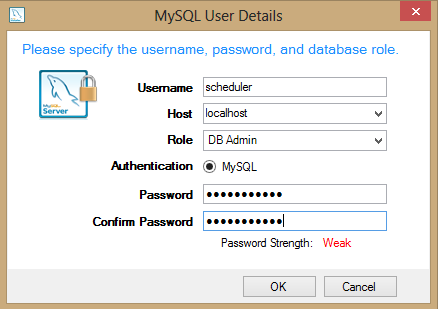 MySQL User Details
Please specify the username, password, and database role.
MySQL
Server
Username scheduler
Host localhost
Role DB Admin
Authentication MySQL
Password ●●●●●●●●●●●
Confirm Password ●●●●●●●●●●●
Password Strength: Weak
OK Cancel